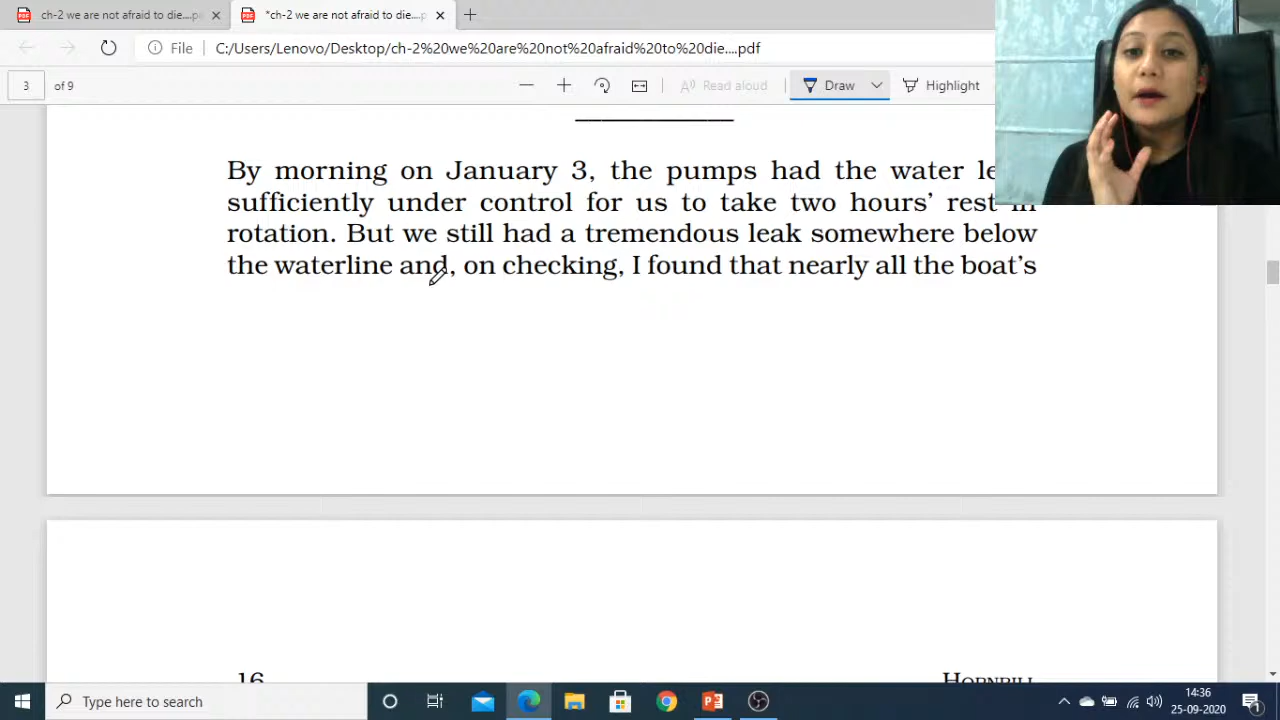 ch-2 we are not afraid to die....p
*ch-2 we are not afraid to die....p
File
C:/Users/Lenovo/Desktop/ch-2%20we%20are%20not%20afraid%20to%20die....pdf
3 of 9
Read aloud
Draw
Highlight
By morning on January 3, the pumps had the water
sufficiently under control for us to take two hours' rest in
rotation. But we still had a tremendous leak somewhere below
the waterline and, on checking, I found that nearly all the boat's
16
HORNBILL
Type here to search
14:36
25-09-2020